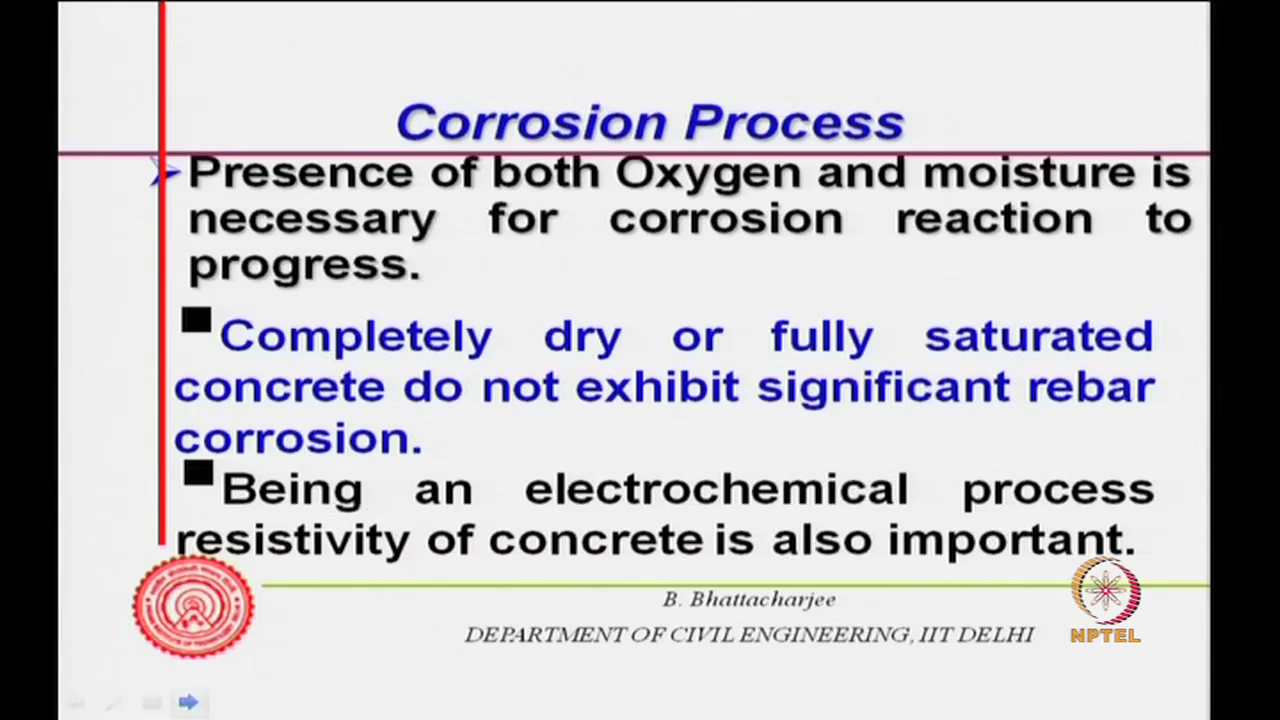 Corrosion Process
Presence of both Oxygen and moisture is
necessary for corrosion reaction to
progress.
Completely dry or fully saturated
concrete do not exhibit significant rebar
corrosion.
Being an electrochemical process
resistivity of concrete is also important.
B. Bhattacharjee
DEPARTMENT OF CIVIL ENGINEERING, IIT DELHI
NPTEL